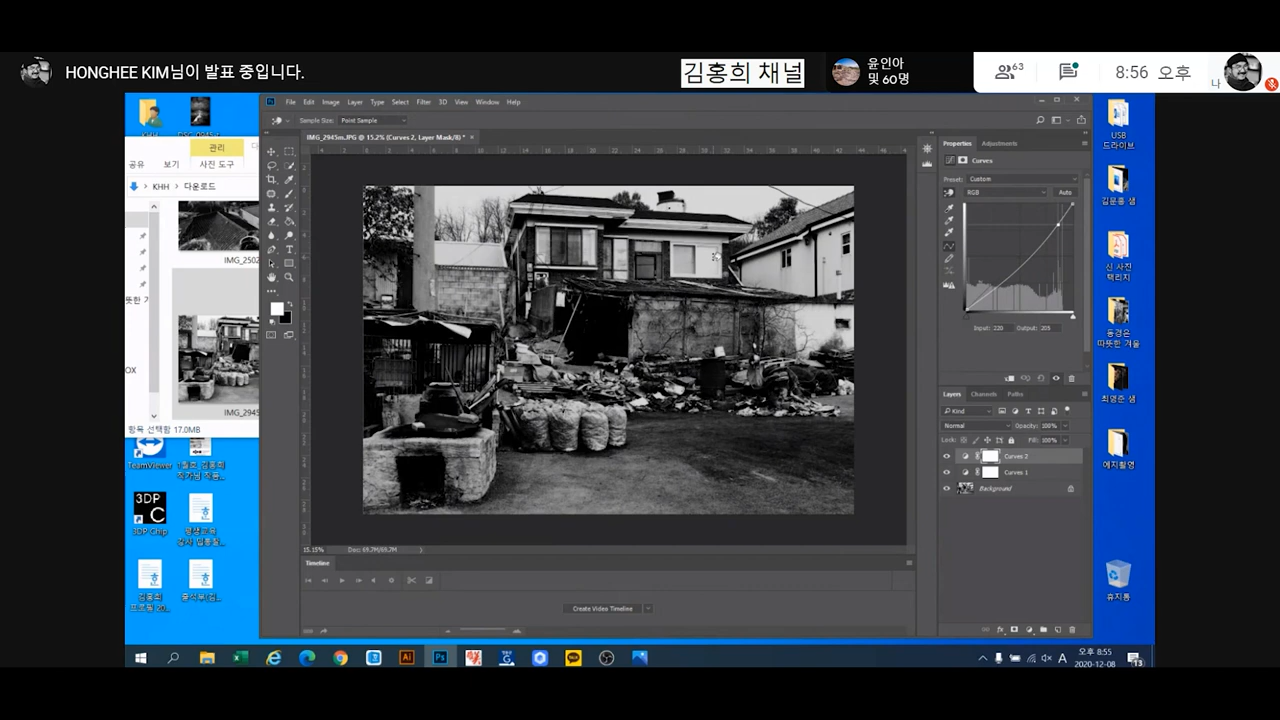 HONGHEE KIM님이 발표 중입니다.
김홍희 채널
윤인아
및 60명
63
8:56 오후
나
KHH
관리
공유 보기 사진 도구
KHH > 다운로드
IMG_2502
IMG_2945
항목 선택함 17.0MB
File Edit Image Layer Type Select Filter 3D View Window Help
Sample Size: Point Sample
IMG_2945m.JPG @ 15.2% (Curves 2, Layer Mask/8) *
15.15% Doc: 69.7M/69.7M
Timeline
Create Video Timeline
Properties Adjustments
Curves
Preset: Custom
RGB Auto
Input: 220 Output: 205
Layers Channels Paths
Kind
Normal Opacity: 100%
Lock: Fill: 100%
Curves 2
Curves 1
Background
USB
드라이브
김문홍 샘
신 사진
택리지
동경은
따뜻한 겨울
최명준 샘
에지촬영
휴지통
TeamViewer
3DP Chip
오후 8:55
2020-12-08